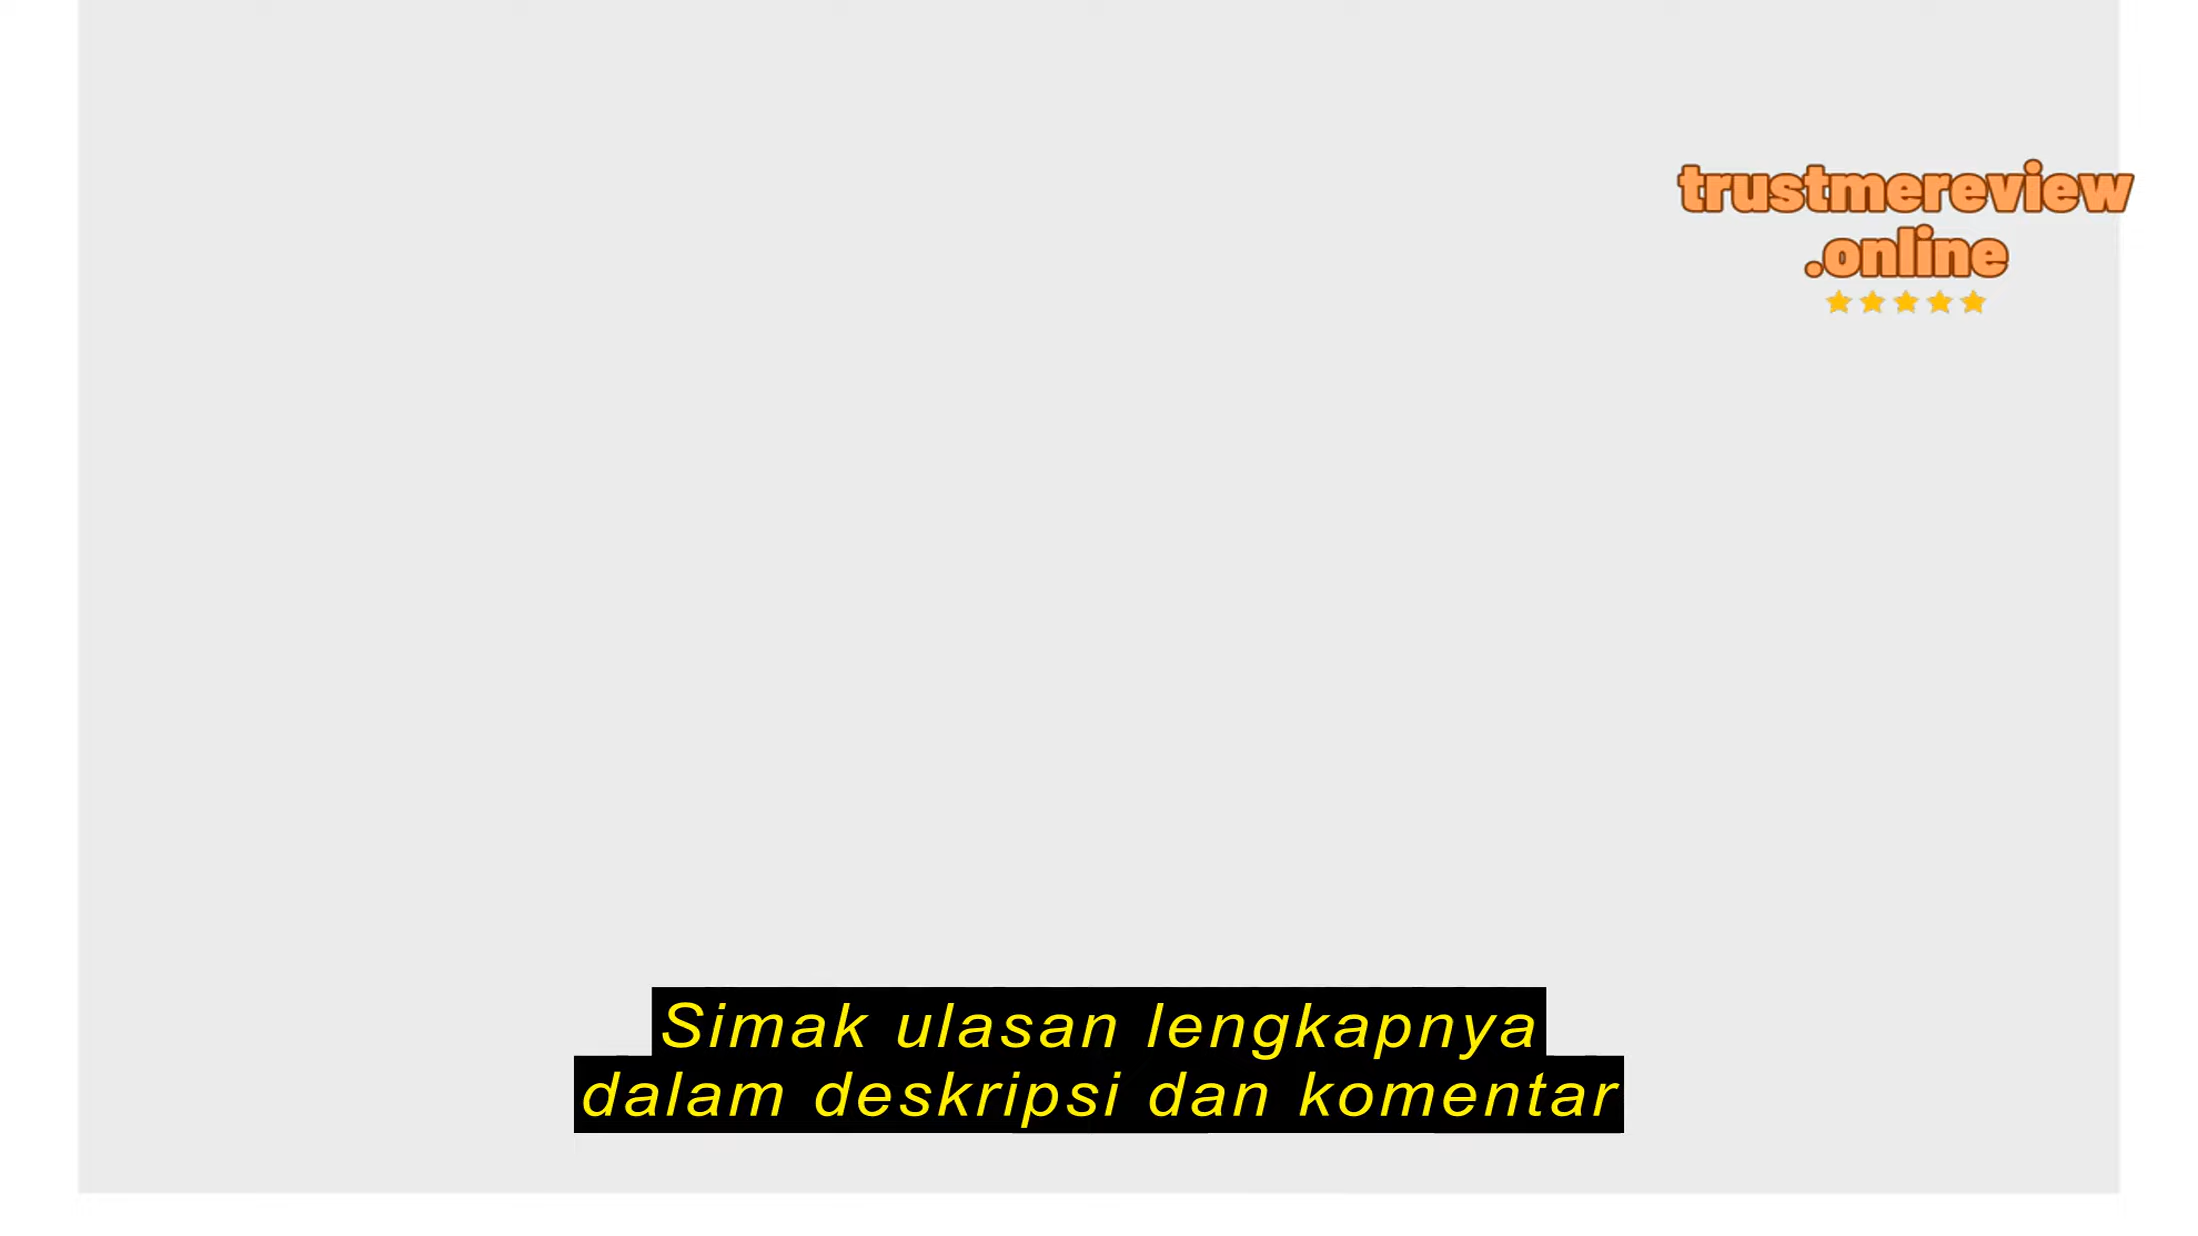 trustmereview
.online
Simak ulasan lengkapnya
dalam deskripsi dan komentar